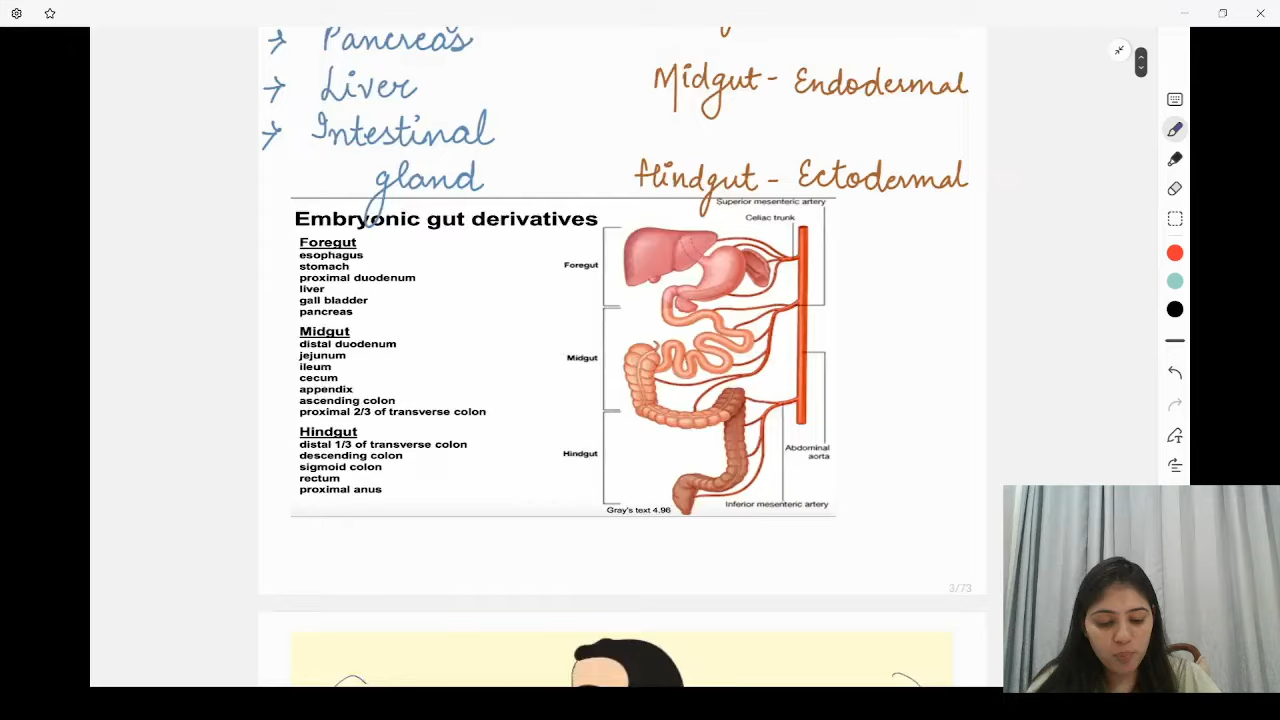 → Pancreas
→ Liver
→ Intestinal
gland
Midgut - Endodermal
Hindgut - Ectodermal
Embryonic gut derivatives
Foregut
esophagus
stomach
proximal duodenum
liver
gall bladder
pancreas
Midgut
distal duodenum
jejunum
ileum
cecum
appendix
ascending colon
proximal 2/3 of transverse colon
Hindgut
distal 1/3 of transverse colon
descending colon
sigmoid colon
rectum
proximal anus
Superior mesenteric artery
Celiac trunk
Foregut
Midgut
Hindgut
Abdominal
aorta
Inferior mesenteric artery
Gray's text 4.96
3/73